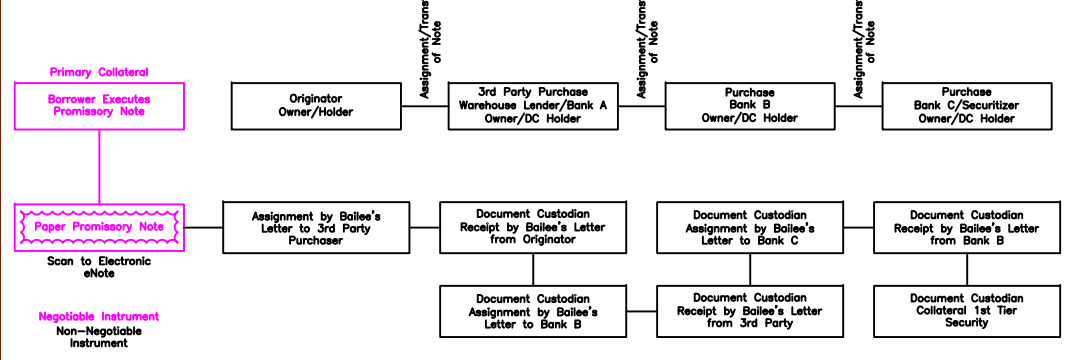 Assignment/
of Note
Assignment/
of Note
Assignment/
of Note
Primary Collateral
Borrower Executes
Promissory Note
Originator
Owner/Holder
3rd Party Purchase
Warehouse Lender/Bank A
Owner/DC Holder
Purchase
Bank B
Owner/DC Holder
Purchase
Bank C/Securitizer
Owner/DC Holder
Paper Promissory Note
Scan to Electronic
eNote
Assignment by Bailee's
Letter to 3rd Party
Purchaser
Document Custodian
Receipt by Bailee's Letter
from Originator
Document Custodian
Assignment by Bailee's
Letter to Bank C
Document Custodian
Receipt by Bailee's Letter
from Bank B
Document Custodian
Assignment by Bailee's
Letter to Bank B
Document Custodian
Receipt by Bailee's Letter
from 3rd Party
Document Custodian
Collateral 1st Tier
Security
Negotiable Instrument
Non-Negotiable
Instrument